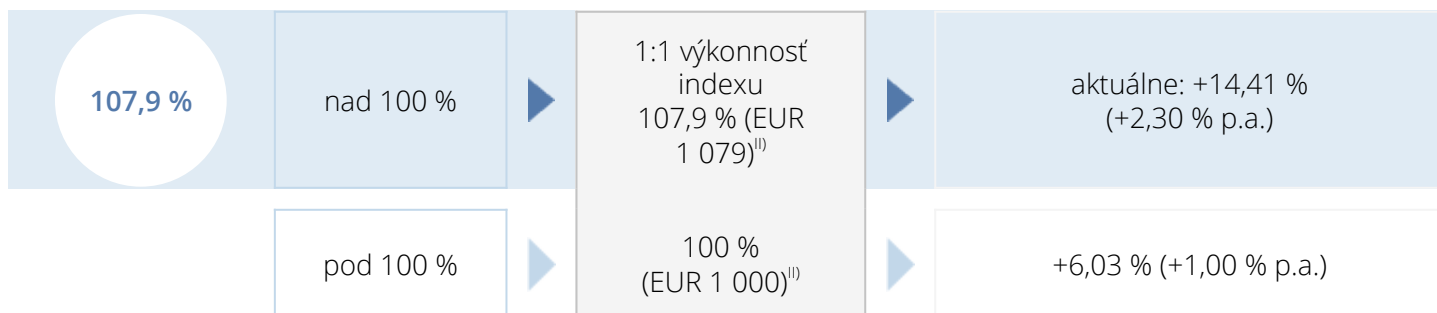 107,9 %
nad 100 %
1:1 výkonnosť
indexu
107,9 % (EUR
1 079)II)
aktuálne: +14,41 %
(+2,30 % p.a.)
pod 100 %
100 %
(EUR 1 000)II)
+6,03 % (+1,00 % p.a.)